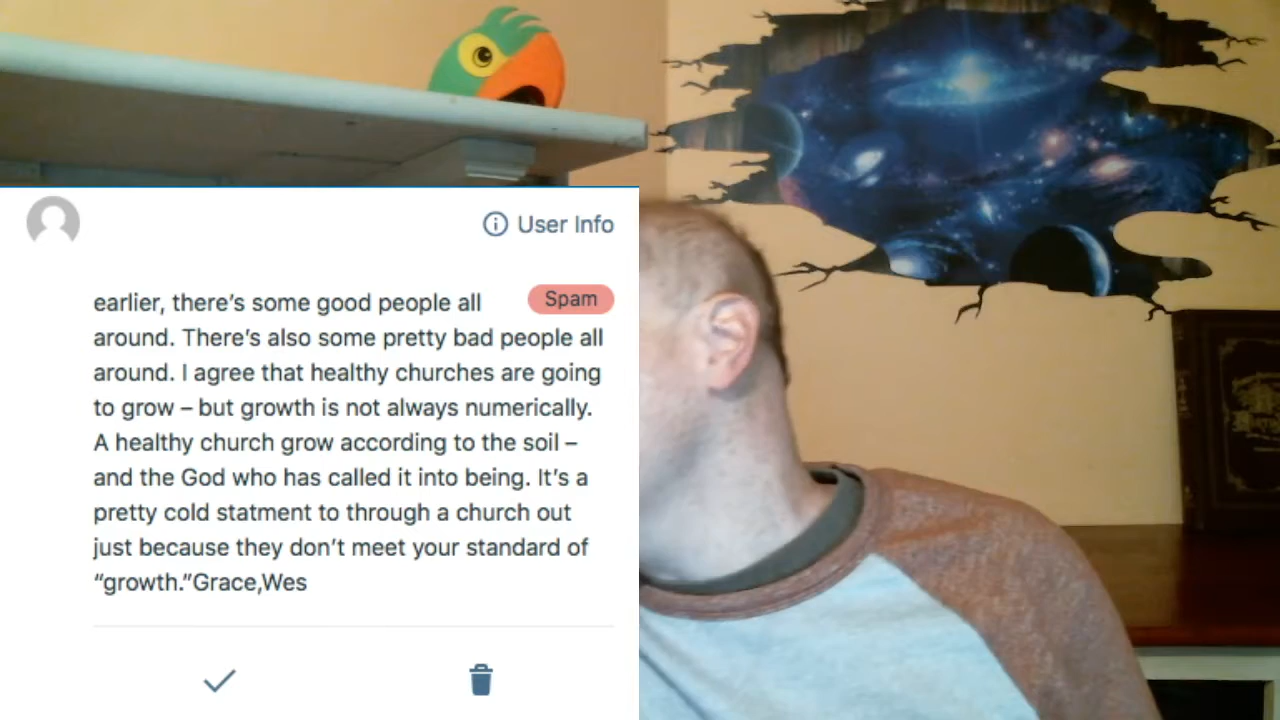 User Info
Spam
earlier, there's some good people all
around. There's also some pretty bad people all
around. I agree that healthy churches are going
to grow – but growth is not always numerically.
A healthy church grow according to the soil –
and the God who has called it into being. It's a
pretty cold statment to through a church out
just because they don't meet your standard of
“growth.”Grace,Wes